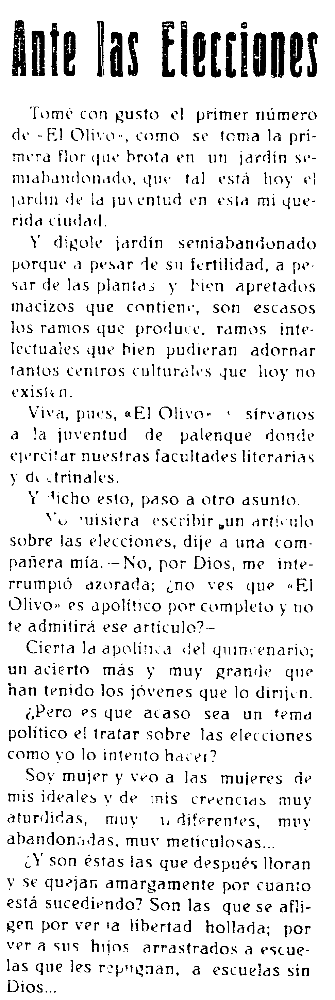 Ante las Elecciones
Tomé con gusto el primer número
de «El Olivo», como se toma la pri-
mera flor que brota en un jardín se-
miabandonado, que tal está hoy el
jardín de la juventud en esta mi que-
rida ciudad.
Y dígole jardín semiabandonado
porque a pesar de su fertilidad, a pe-
sar de las plantas y bien apretados
macizos que contiene, son escasos
los ramos que produce. ramos inte-
lectuales que bien pudieran adornar
tantos centros culturales que hoy no
existen.
Viva, pues, «El Olivo» y sírvanos
a la juventud de palenque donde
ejercitar nuestras facultades literarias
y doctrinales.
Y dicho esto, paso a otro asunto.
Yo quisiera escribir un artículo
sobre las elecciones, dije a una com-
pañera mía.—No, por Dios, me inte-
rrumpió azorada; ¿no ves que «El
Olivo» es apolítico por completo y no
te admitirá ese articulo?—
Cierta la apolítica del quincenario;
un acierto más y muy grande que
han tenido los jóvenes que lo dirijen.
¿Pero es que acaso sea un tema
político el tratar sobre las elecciones
como yo lo intento hacer?
Soy mujer y veo a las mujeres de
mis ideales y de mis creencias muy
aturdidas, muy indiferentes, muy
abandonadas, muy meticulosas...
¿Y son éstas las que después lloran
y se quejan amargamente por cuanto
está sucediendo? Son las que se afli-
gen por ver la libertad hollada; por
ver a sus hijos arrastrados a escue-
las que les repugnan, a escuelas sin
Dios...